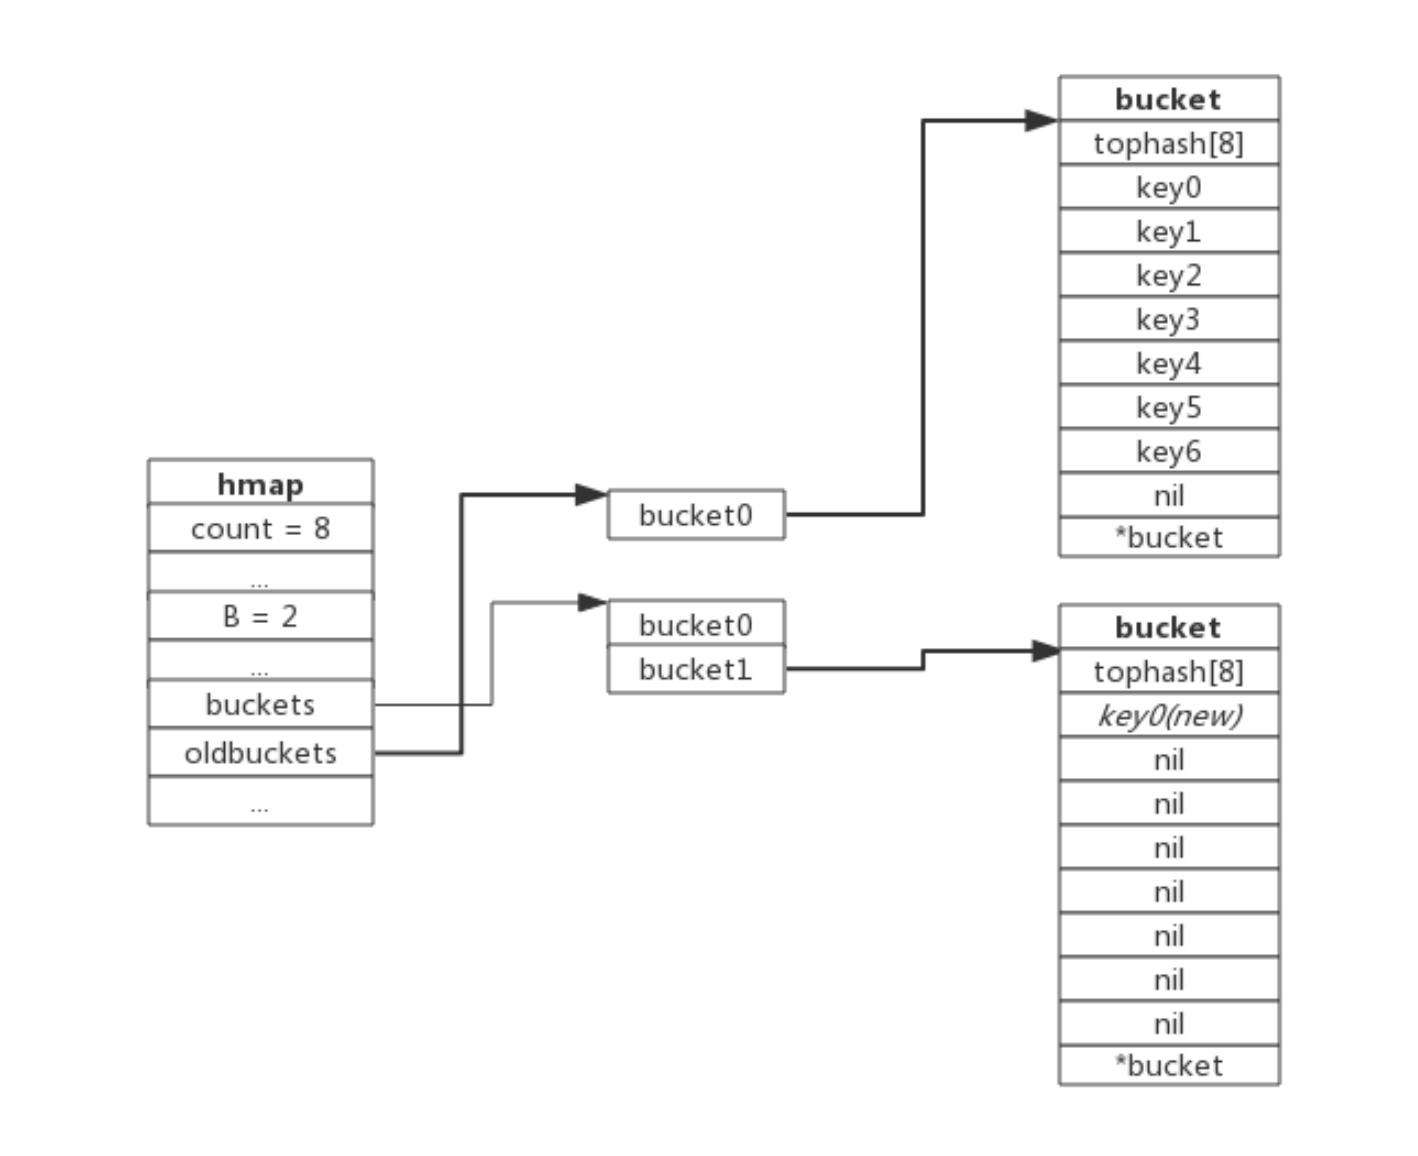 hmap
count = 8
...
B = 2
...
buckets
oldbuckets
...
bucket0
bucket0
bucket1
bucket
tophash[8]
key0
key1
key2
key3
key4
key5
key6
nil
*bucket
bucket
tophash[8]
key0(new)
nil
nil
nil
nil
nil
nil
nil
*bucket